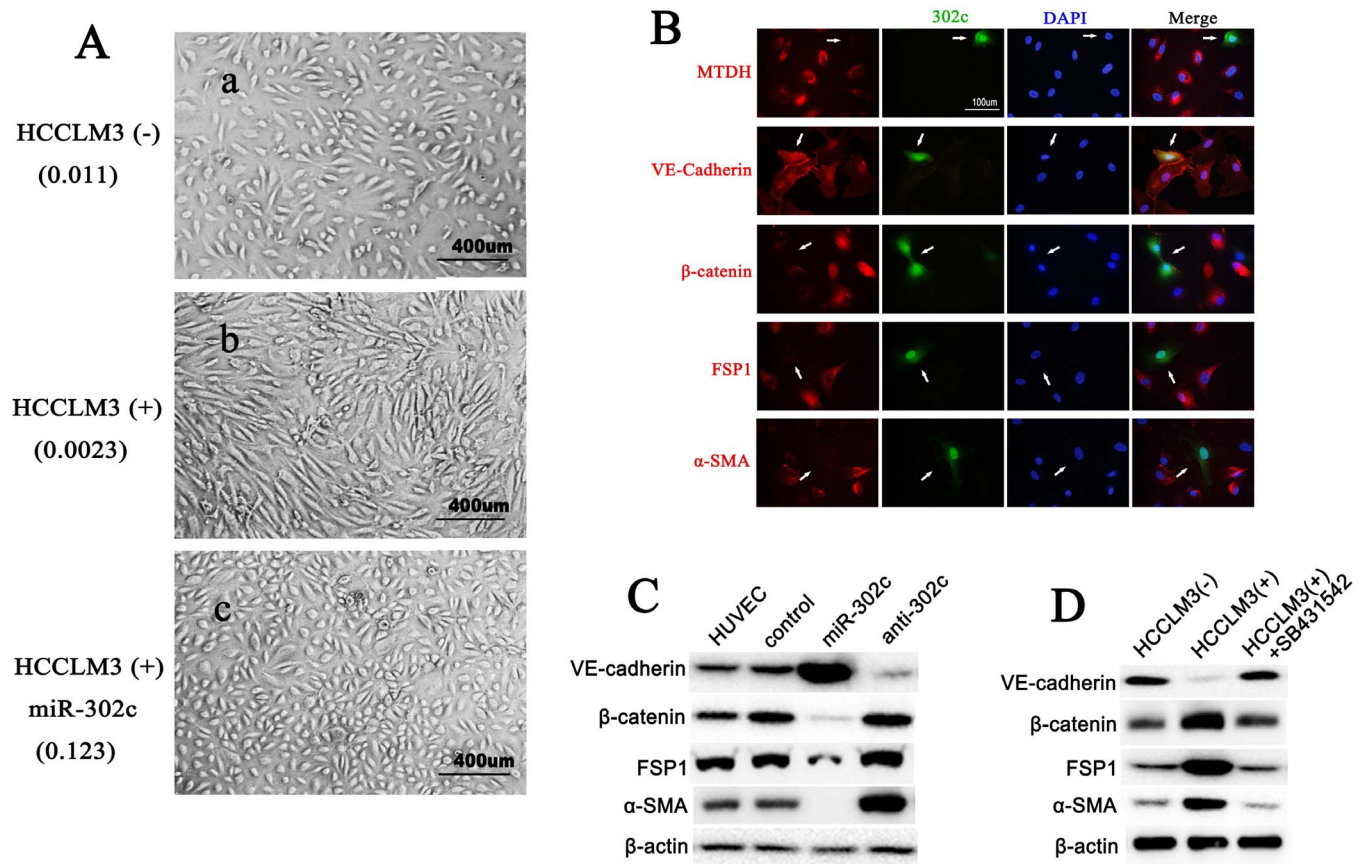 A
a
HCCLM3 (-)
(0.011)
400um
b
HCCLM3 (+)
(0.0023)
400um
c
HCCLM3 (+)
miR-302c
(0.123)
400um
B
302c DAPI Merge
MTDH
100um
VE-Cadherin
β-catenin
FSP1
α-SMA
C
HUVEC control miR-302c anti-302c
VE-cadherin
β-catenin
FSP1
α-SMA
β-actin
D
HCCLM3(-) HCCLM3(+) HCCLM3(+)
+SB431542
VE-cadherin
β-catenin
FSP1
α-SMA
β-actin